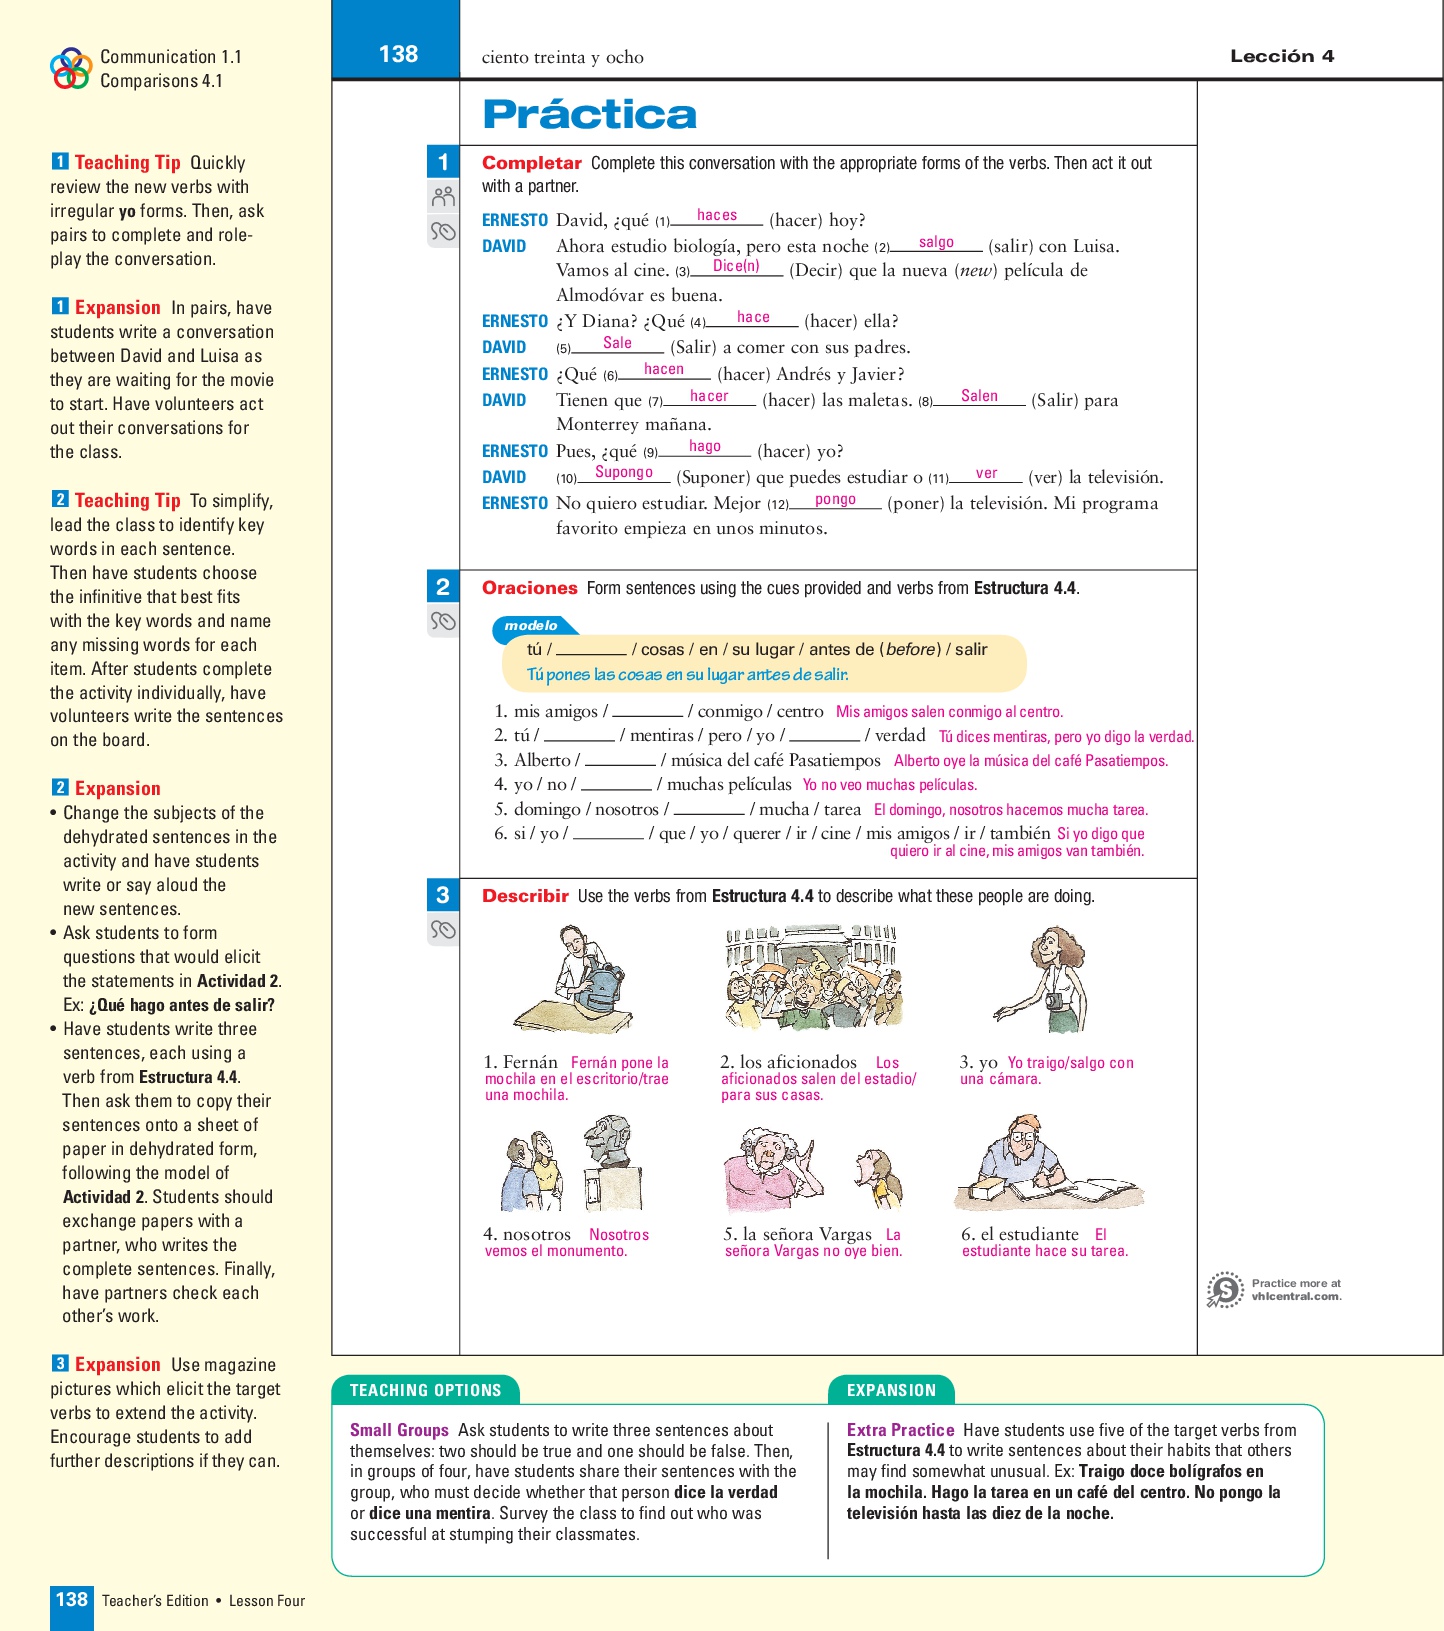 Communication 1.1
Comparisons 4.1
1 Teaching Tip Quickly
review the new verbs with
irregular yo forms. Then, ask
pairs to complete and role-
play the conversation.
1 Expansion In pairs, have
students write a conversation
between David and Luisa as
they are waiting for the movie
to start. Have volunteers act
out their conversations for
the class.
2 Teaching Tip To simplify,
lead the class to identify key
words in each sentence.
Then have students choose
the infinitive that best fits
with the key words and name
any missing words for each
item. After students complete
the activity individually, have
volunteers write the sentences
on the board.
2 Expansion
• Change the subjects of the
dehydrated sentences in the
activity and have students
write or say aloud the
new sentences.
• Ask students to form
questions that would elicit
the statements in Actividad 2.
Ex: ¿Qué hago antes de salir?
• Have students write three
sentences, each using a
verb from Estructura 4.4.
Then ask them to copy their
sentences onto a sheet of
paper in dehydrated form,
following the model of
Actividad 2. Students should
exchange papers with a
partner, who writes the
complete sentences. Finally,
have partners check each
other's work.
3 Expansion Use magazine
pictures which elicit the target
verbs to extend the activity.
Encourage students to add
further descriptions if they can.
138 ciento treinta y ocho Lección 4
Práctica
1 Completar Complete this conversation with the appropriate forms of the verbs. Then act it out
with a partner.
ERNESTO David, ¿qué (1) haces (hacer) hoy?
DAVID Ahora estudio biología, pero esta noche (2) salgo (salir) con Luisa.
Vamos al cine. (3) Dice(n) (Decir) que la nueva (new) película de
Almodóvar es buena.
ERNESTO ¿Y Diana? ¿Qué (4) hace (hacer) ella?
DAVID (5) Sale (Salir) a comer con sus padres.
ERNESTO ¿Qué (6) hacen (hacer) Andrés y Javier?
DAVID Tienen que (7) hacer (hacer) las maletas. (8) Salen (Salir) para
Monterrey mañana.
ERNESTO Pues, ¿qué (9) hago (hacer) yo?
DAVID (10) Supongo (Suponer) que puedes estudiar o (11) ver (ver) la televisión.
ERNESTO No quiero estudiar. Mejor (12) pongo (poner) la televisión. Mi programa
favorito empieza en unos minutos.
2 Oraciones Form sentences using the cues provided and verbs from Estructura 4.4.
modelo
tú / ________ / cosas / en / su lugar / antes de (before) / salir
Tú pones las cosas en su lugar antes de salir.
1. mis amigos / ________ / conmigo / centro Mis amigos salen conmigo al centro.
2. tú / ________ / mentiras / pero / yo / ________ / verdad Tú dices mentiras, pero yo digo la verdad.
3. Alberto / ________ / música del café Pasatiempos Alberto oye la música del café Pasatiempos.
4. yo / no / ________ / muchas películas Yo no veo muchas películas.
5. domingo / nosotros / ________ / mucha / tarea El domingo, nosotros hacemos mucha tarea.
6. si / yo / ________ / que / yo / querer / ir / cine / mis amigos / ir / también Si yo digo que
quiero ir al cine, mis amigos van también.
3 Describir Use the verbs from Estructura 4.4 to describe what these people are doing.
1. Fernán Fernán pone la
mochila en el escritorio/trae
una mochila.
2. los aficionados Los
aficionados salen del estadio/
para sus casas.
3. yo Yo traigo/salgo con
una cámara.
4. nosotros Nosotros
vemos el monumento.
5. la señora Vargas La
señora Vargas no oye bien.
6. el estudiante El
estudiante hace su tarea.
S Practice more at
vhlcentral.com.
TEACHING OPTIONS
Small Groups Ask students to write three sentences about
themselves: two should be true and one should be false. Then,
in groups of four, have students share their sentences with the
group, who must decide whether that person dice la verdad
or dice una mentira. Survey the class to find out who was
successful at stumping their classmates.
EXPANSION
Extra Practice Have students use five of the target verbs from
Estructura 4.4 to write sentences about their habits that others
may find somewhat unusual. Ex: Traigo doce bolígrafos en
la mochila. Hago la tarea en un café del centro. No pongo la
televisión hasta las diez de la noche.
138 Teacher's Edition • Lesson Four